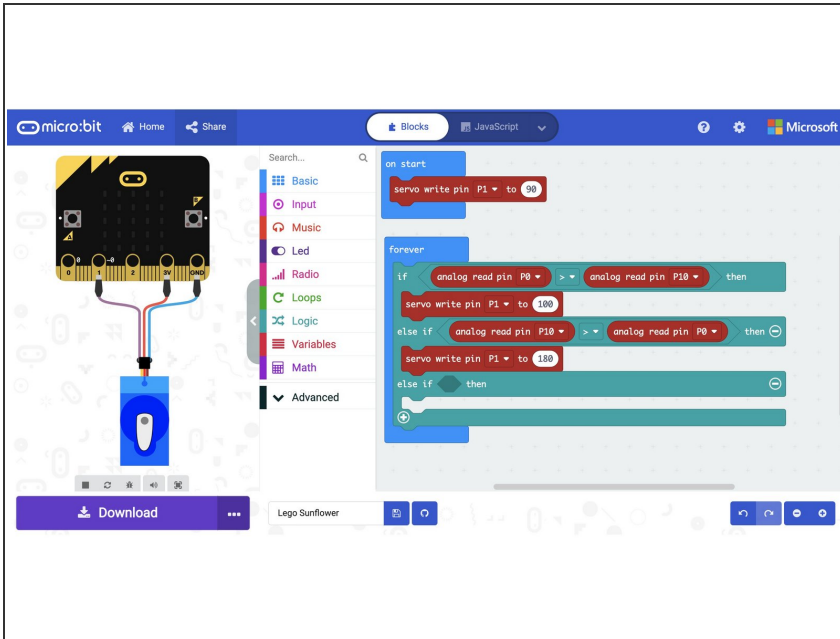 micro:bit Home Share Blocks JavaScript Microsoft
Search...
Basic
Input
Music
Led
Radio
Loops
Logic
Variables
Math
Advanced
A
B
0 ~0
0 1 2 3V GND
on start
servo write pin P1 to 90
forever
if analog read pin P0 > analog read pin P10 then
servo write pin P1 to 100
else if analog read pin P10 > analog read pin P0 then
servo write pin P1 to 180
else if then
Download
Lego Sunflower